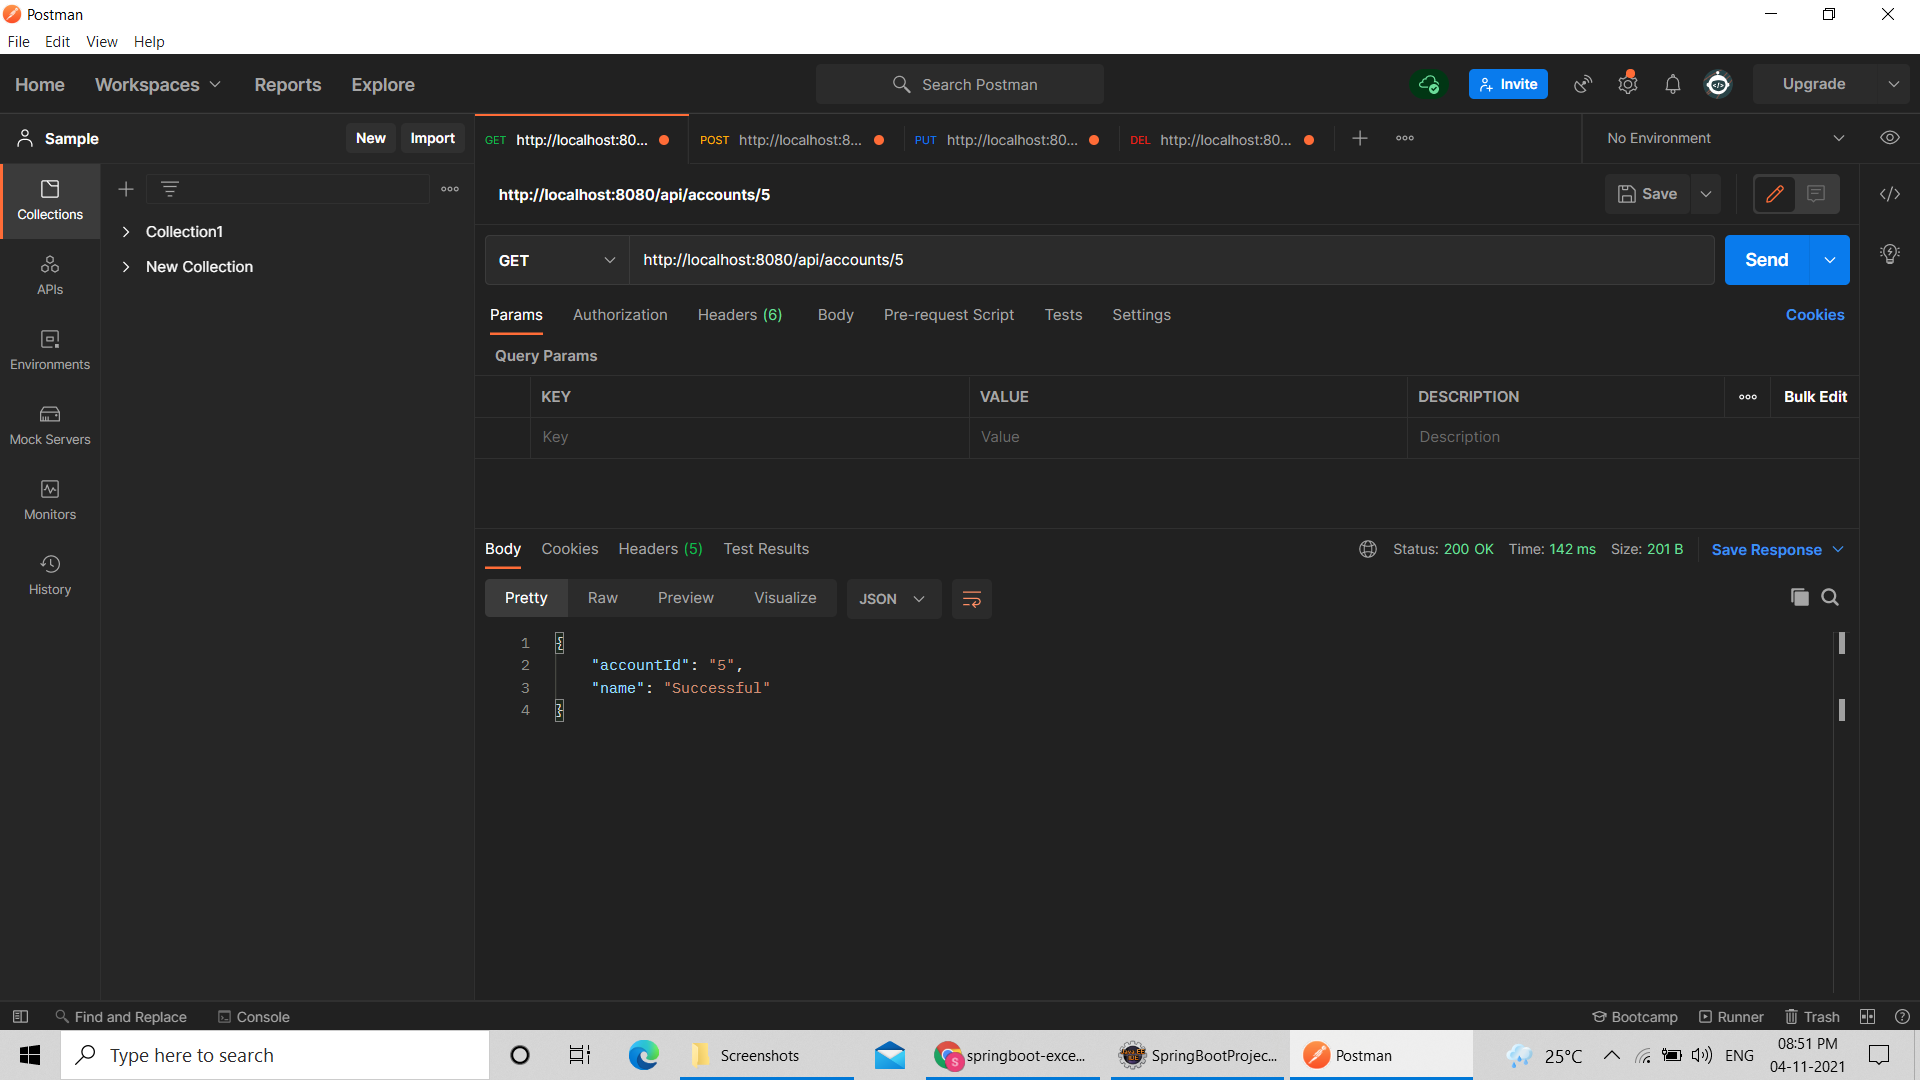 Postman
File Edit View Help
Home Workspaces Reports Explore Search Postman Invite Upgrade
Sample New Import GET http://localhost:80... POST http://localhost:8... PUT http://localhost:80... DEL http://localhost:80... No Environment
Collections
Collection1
New Collection
APIs
Environments
Mock Servers
Monitors
History
http://localhost:8080/api/accounts/5 Save
GET http://localhost:8080/api/accounts/5 Send
Params Authorization Headers (6) Body Pre-request Script Tests Settings Cookies
Query Params
KEY VALUE DESCRIPTION Bulk Edit
Key Value Description
Body Cookies Headers (5) Test Results Status: 200 OK Time: 142 ms Size: 201 B Save Response
Pretty Raw Preview Visualize JSON
1 {
2 "accountId": "5",
3 "name": "Successful"
4 }
Find and Replace Console Bootcamp Runner Trash
Type here to search Screenshots springboot-exce... SpringBootProjec... Postman 25°C ENG 08:51 PM
04-11-2021